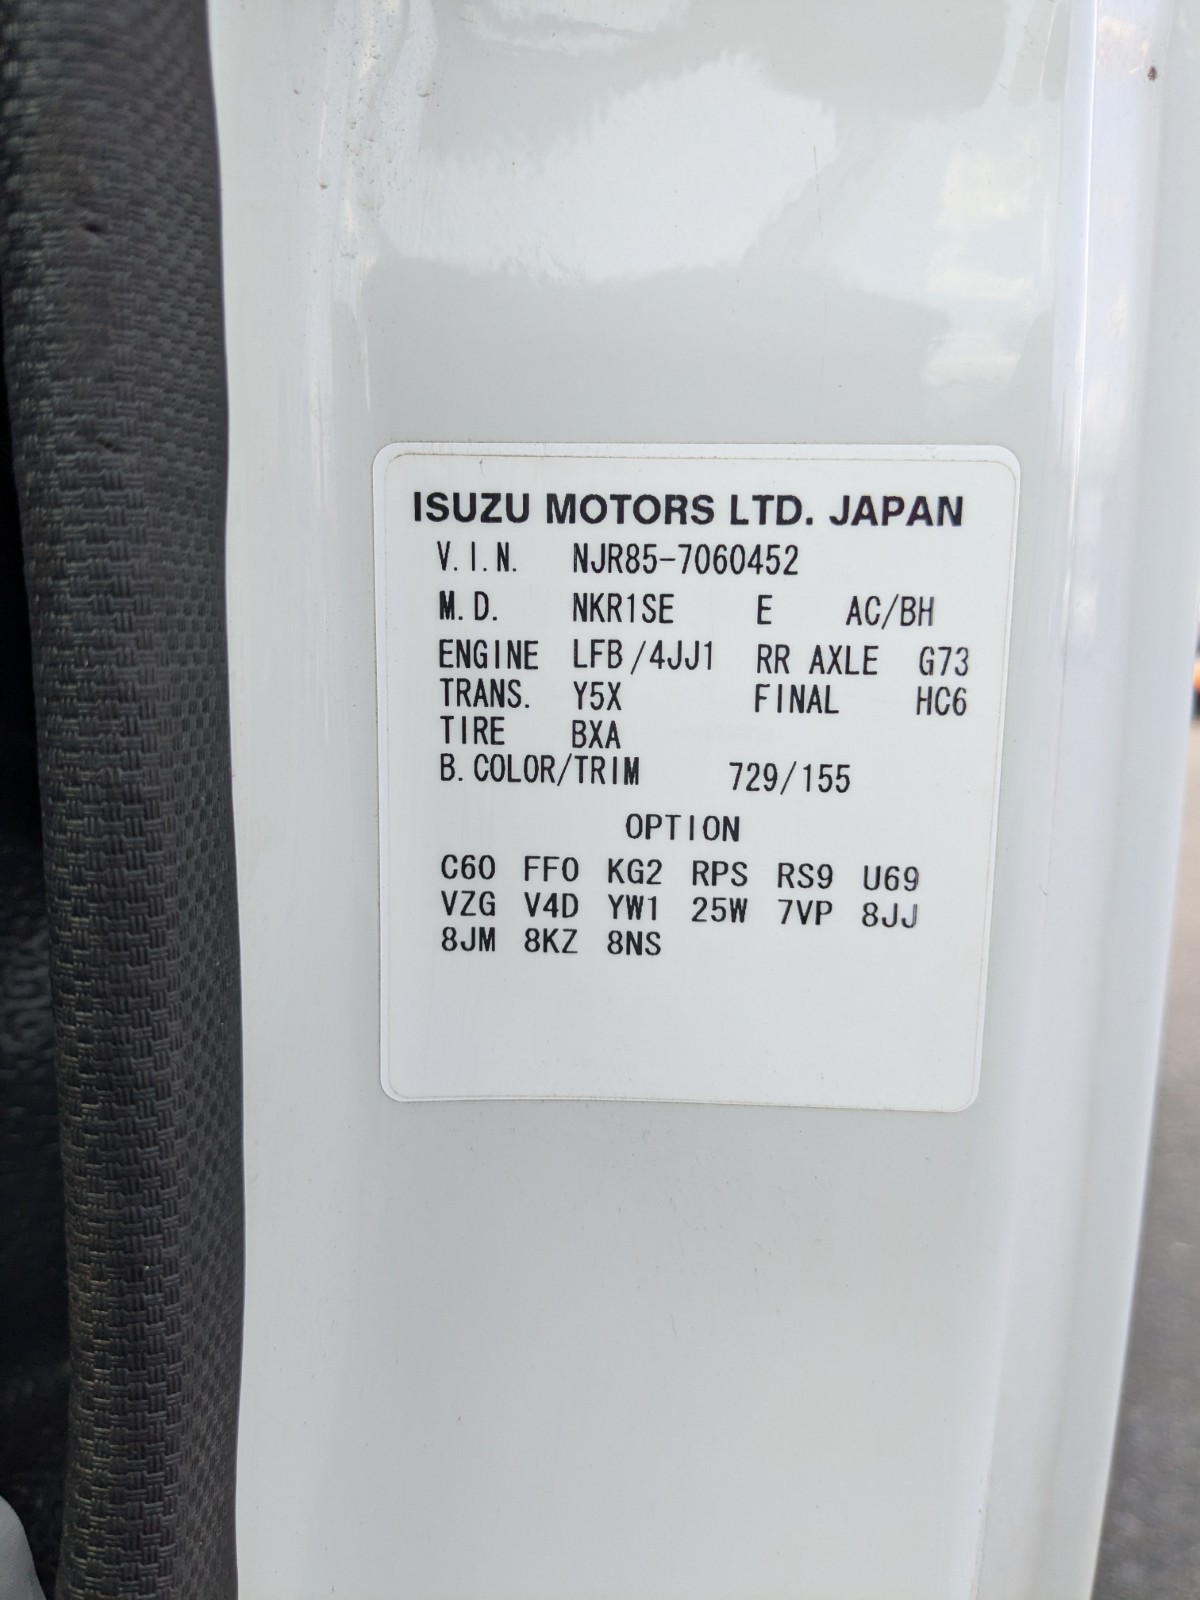 ISUZU MOTORS LTD. JAPAN
V.I.N. NJR85-7060452
M.D. NKR1SE E AC/BH
ENGINE LFB/4JJ1 RR AXLE G73
TRANS. Y5X FINAL HC6
TIRE BXA
B.COLOR/TRIM 729/155
OPTION
C60 FF0 KG2 RPS RS9 U69
VZG V4D YW1 25W 7VP 8JJ
8JM 8KZ 8NS